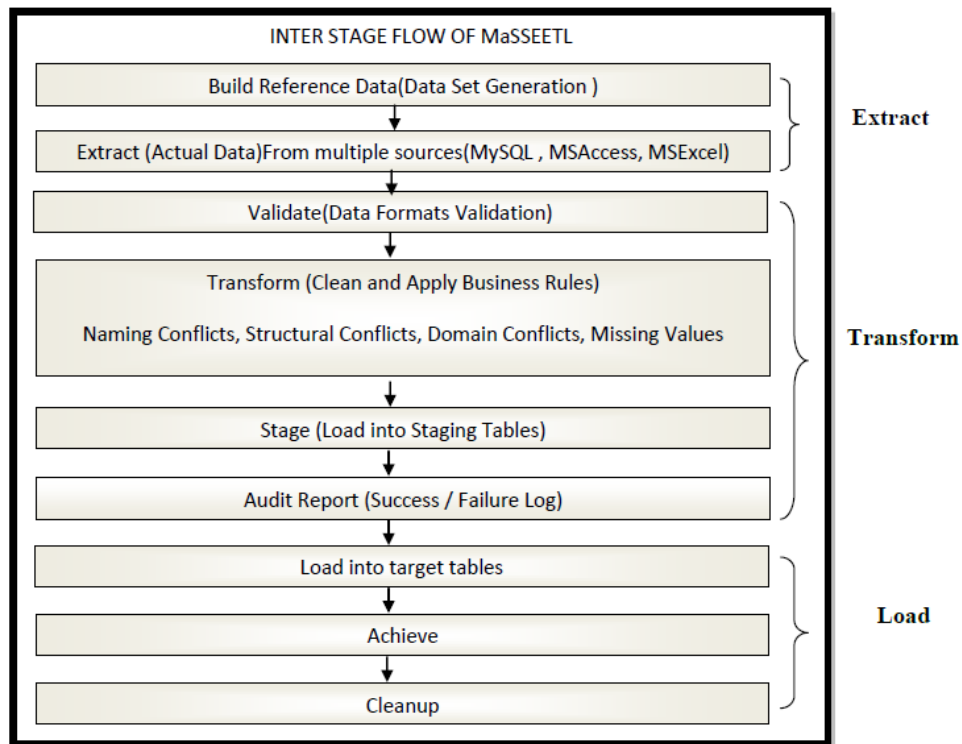 INTER STAGE FLOW OF MaSSEETL
Build Reference Data(Data Set Generation )
Extract
Extract (Actual Data)From multiple sources(MySQL , MSAccess, MSExcel)
Validate(Data Formats Validation)
Transform (Clean and Apply Business Rules)
Naming Conflicts, Structural Conflicts, Domain Conflicts, Missing Values
Transform
Stage (Load into Staging Tables)
Audit Report (Success / Failure Log)
Load into target tables
Load
Achieve
Cleanup